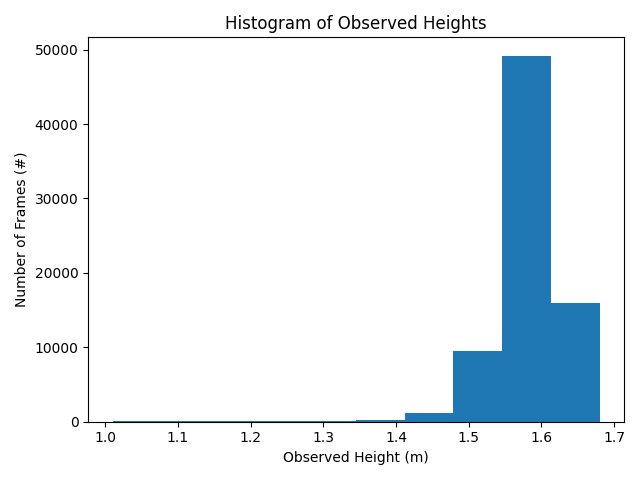 Histogram of Observed Heights
50000
40000
30000
20000
10000
0
Number of Frames (#)
1.0 1.1 1.2 1.3 1.4 1.5 1.6 1.7
Observed Height (m)